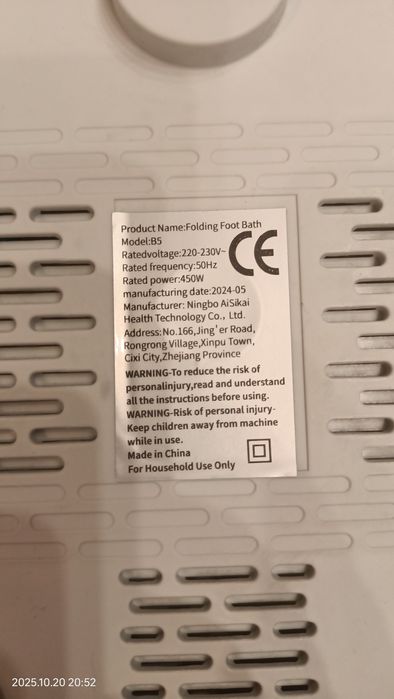 Product Name:Folding Foot Bath
Model:B5
Ratedvoltage:220-230V~
Rated frequency:50Hz
Rated power:450W
manufacturing date:2024-05
Manufacturer: Ningbo AiSikai
Health Technology Co., Ltd.
Address:No.166,Jing'er Road,
Rongrong Village,Xinpu Town,
Cixi City,Zhejiang Province
WARNING-To reduce the risk of
personalinjury,read and understand
all the instructions before using.
WARNING-Risk of personal injury-
Keep children away from machine
while in use.
Made in China
For Household Use Only
CE
2025.10.20 20:52